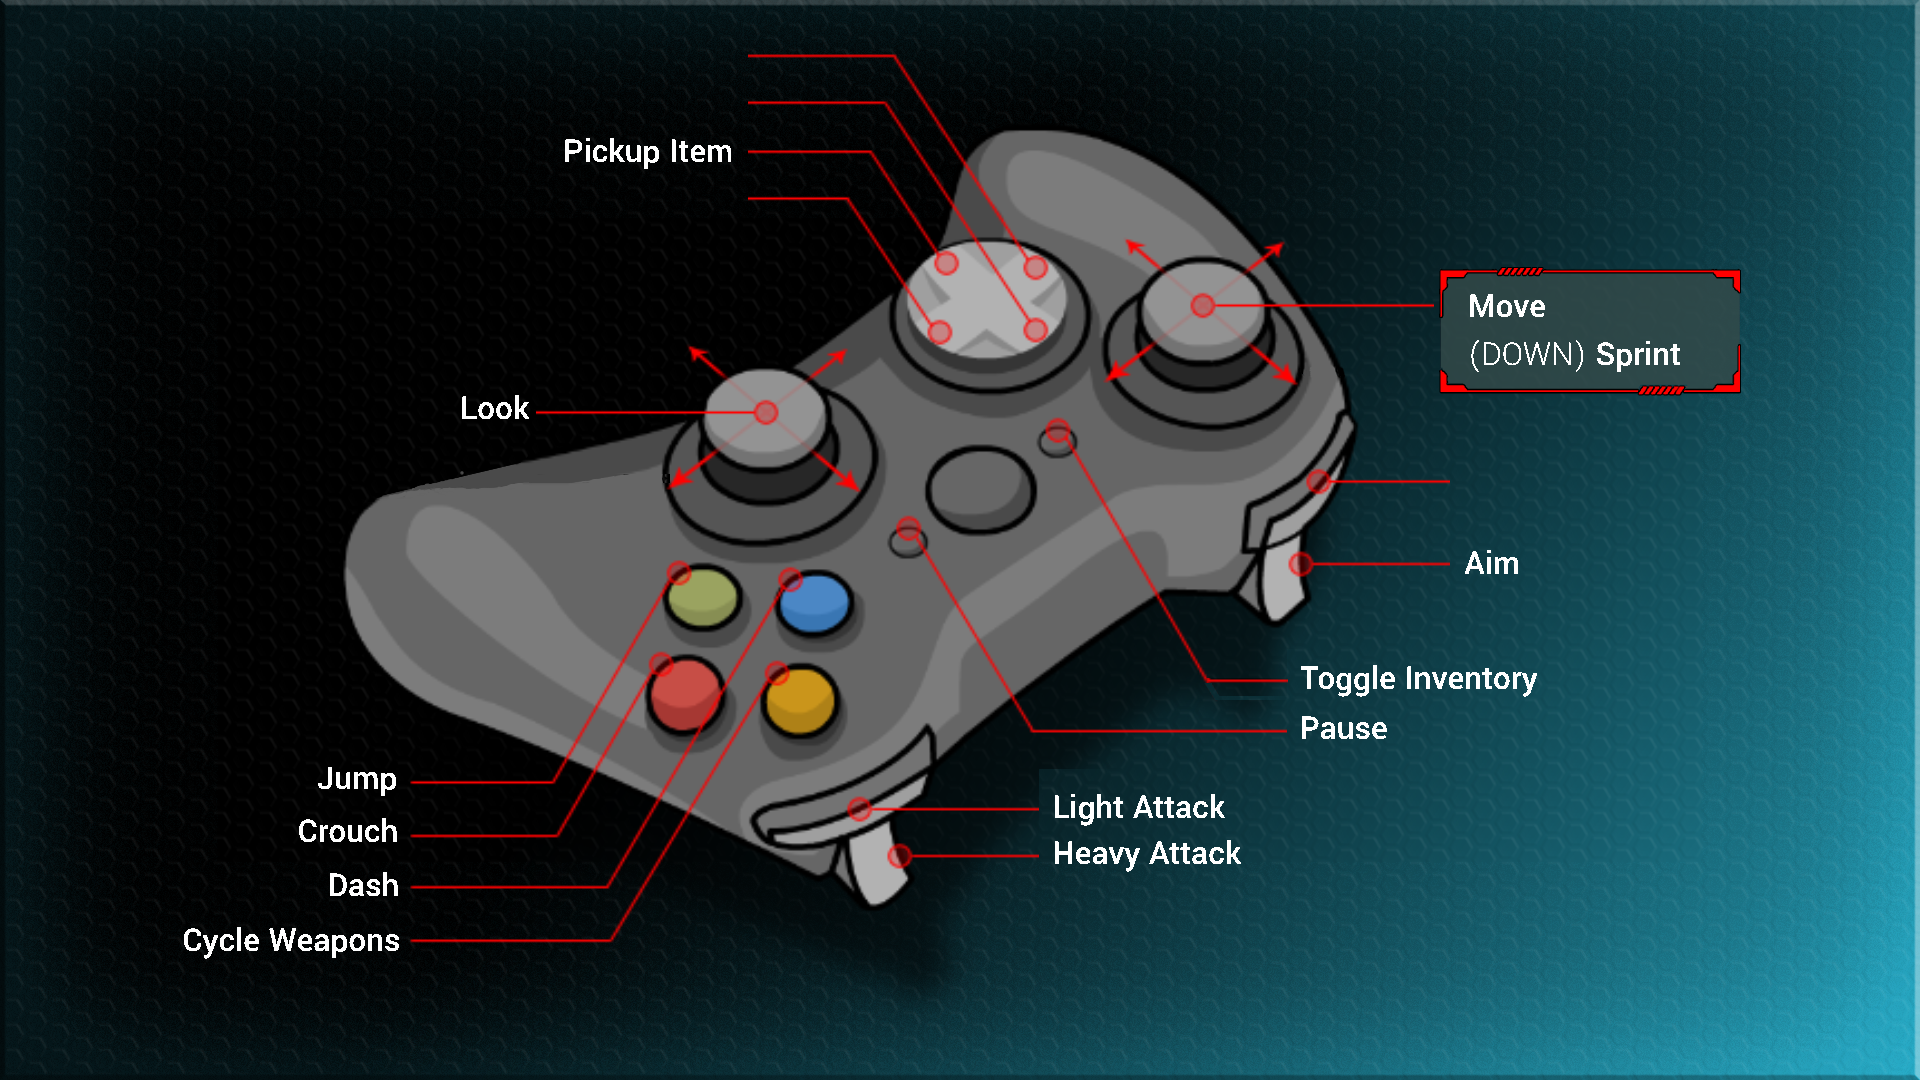 Pickup Item
Move
(DOWN) Sprint
Look
Aim
Toggle Inventory
Pause
Jump
Light Attack
Crouch
Heavy Attack
Dash
Cycle Weapons